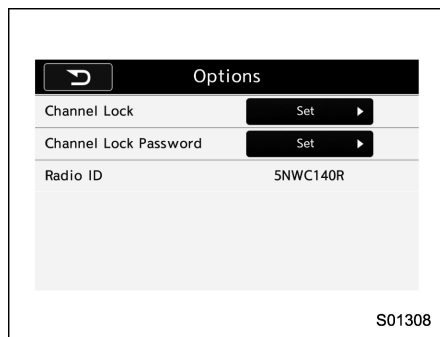 Options
Channel Lock Set
Channel Lock Password Set
Radio ID 5NWC140R
S01308